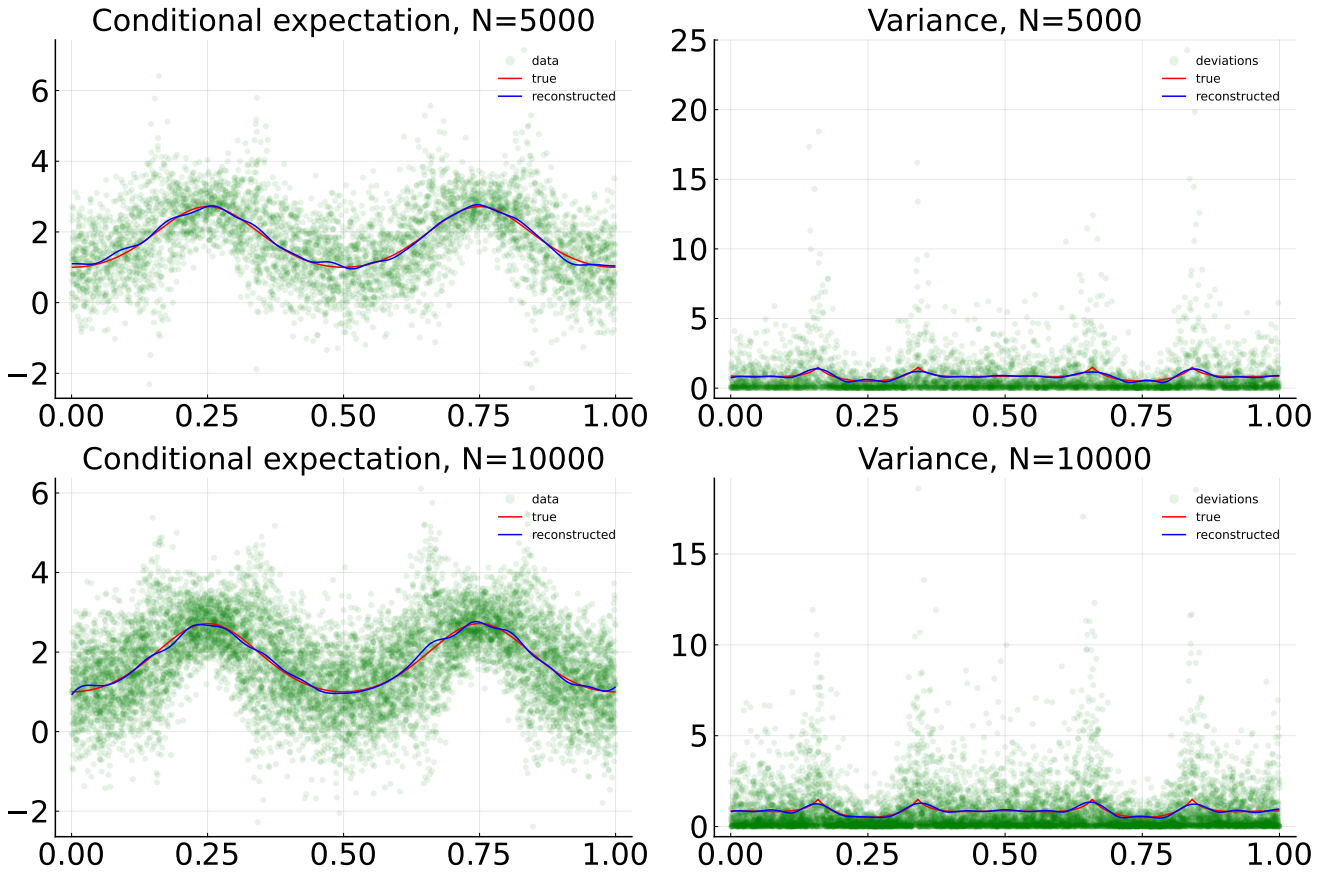 Conditional expectation, N=5000
data
true
reconstructed
6
4
2
0
−2
0.00 0.25 0.50 0.75 1.00
Variance, N=5000
deviations
true
reconstructed
25
20
15
10
5
0
0.00 0.25 0.50 0.75 1.00
Conditional expectation, N=10000
data
true
reconstructed
6
4
2
0
−2
0.00 0.25 0.50 0.75 1.00
Variance, N=10000
deviations
true
reconstructed
15
10
5
0
0.00 0.25 0.50 0.75 1.00